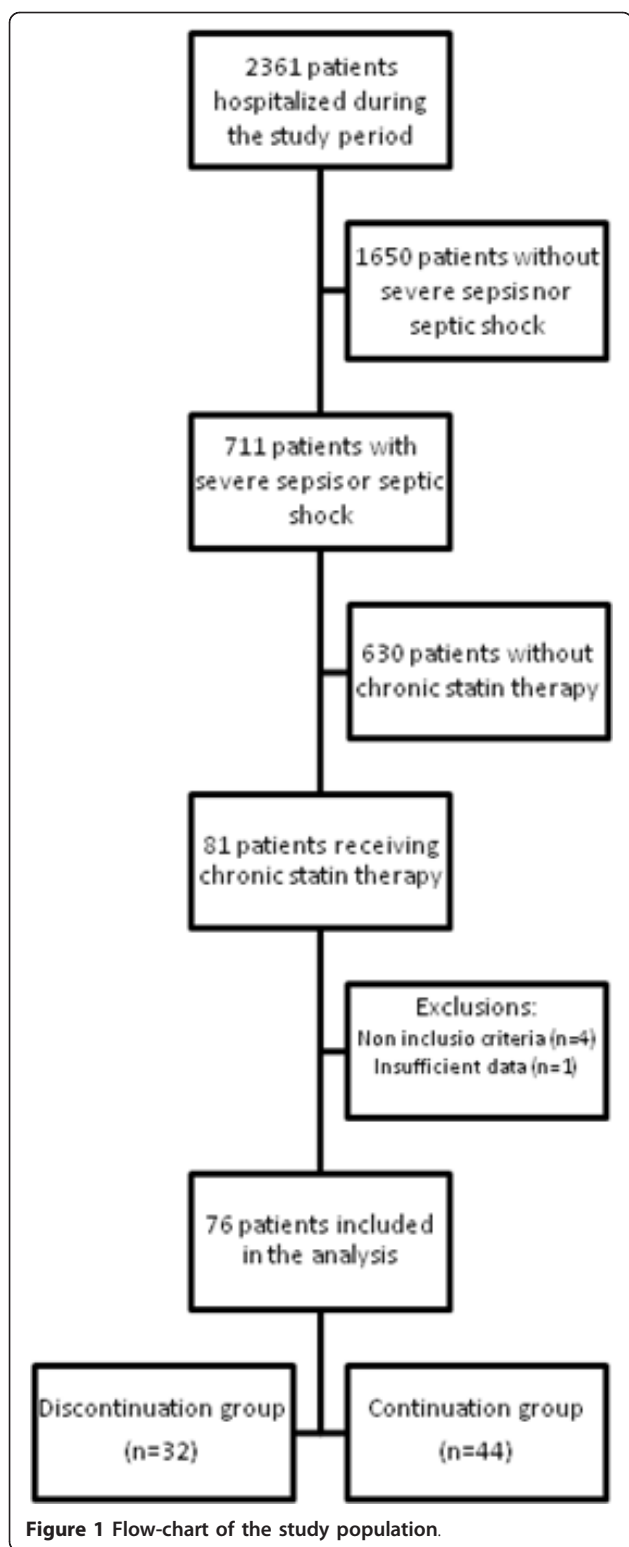 2361 patients
hospitalized during
the study period
1650 patients without
severe sepsis nor
septic shock
711 patients with
severe sepsis or septic
shock
630 patients without
chronic statin therapy
81 patients receiving
chronic statin therapy
Exclusions:
Non inclusio criteria (n=4)
Insufficient data (n=1)
76 patients included
in the analysis
Discontinuation group
(n=32)
Continuation group
(n=44)
Figure 1 Flow-chart of the study population.